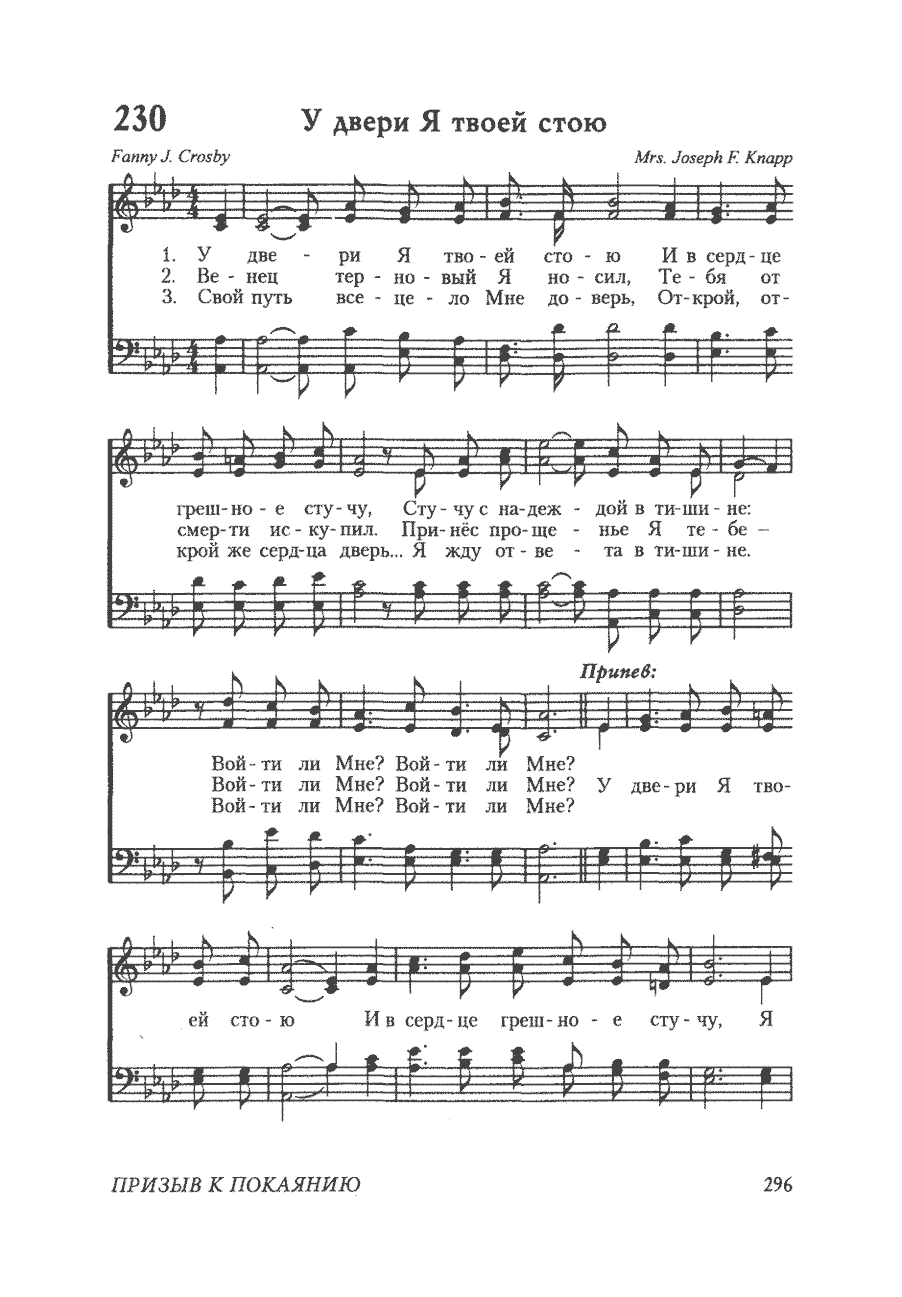 230 У двери Я твоей стою
Fanny J. Crosby Mrs. Joseph F. Knapp
1. У две - ри Я тво - ей сто - ю И в серд - це
2. Ве - нец тер - но - вый Я но - сил, Те - бя от
3. Свой путь все - це - ло Мне до - верь, От - крой, от -
греш - но - е сту - чу, Сту - чу с на - деж - дой в ти - ши - не:
смер - ти ис - ку - пил. При - нёс про - ще - нье Я те - бе –
крой же серд - ца дверь... Я жду от - ве - та в ти - ши - не.
Припев:
Вой - ти ли Мне? Вой - ти ли Мне?
Вой - ти ли Мне? Вой - ти ли Мне? У две - ри Я тво -
Вой - ти ли Мне? Вой - ти ли Мне?
ей сто - ю И в серд - це греш - но - е сту - чу, Я
ПРИЗЫВ К ПОКАЯНИЮ 296